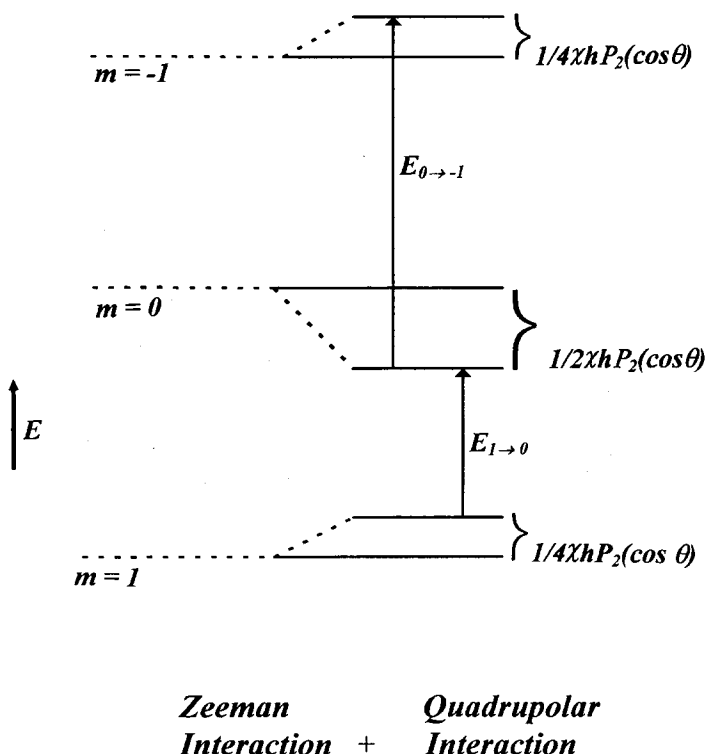 1/4χhP₂(cosθ)
m = -1
E₀→₋₁
m = 0
1/2χhP₂(cosθ)
E
E₁→₀
1/4χhP₂(cos θ)
m = 1
Zeeman Quadrupolar
Interaction + Interaction